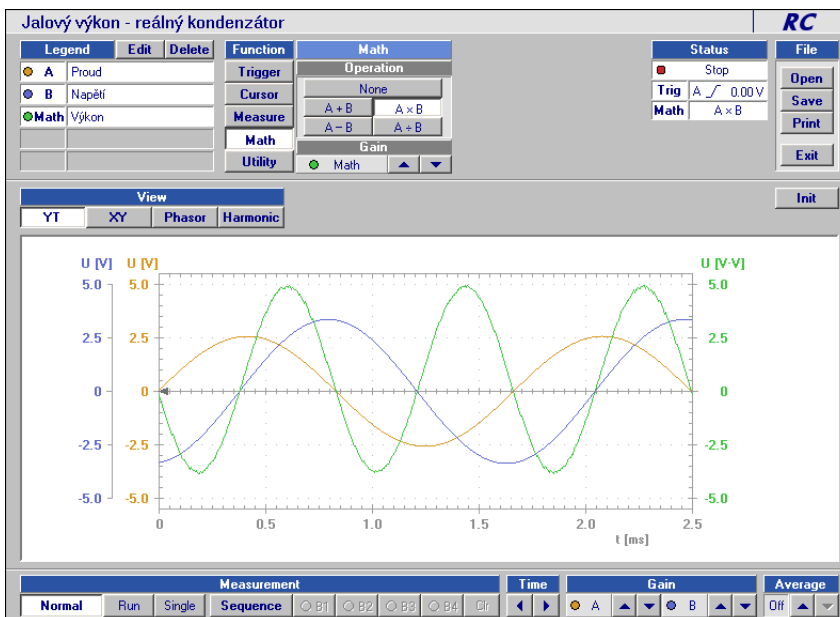 Jalový výkon - reálný kondenzátor RC
Legend Edit Delete Function Math Status File
A Proud Trigger Operation Stop Open
B Napětí Cursor None Trig A 0.00 V Save
Math Výkon Measure A + B A × B Math A × B Print
Math A − B A ÷ B
Utility Gain Exit
Math
View Init
YT XY Phasor Harmonic
U [V] U [V] U [V·V]
5.0 5.0 5.0
2.5 2.5 2.5
0 0 0
-2.5 -2.5 -2.5
-5.0 -5.0 -5.0
0 0.5 1.0 1.5 2.0 2.5
t [ms]
Measurement Time Gain Average
Normal Run Single Sequence B1 B2 B3 B4 Clr A B Off